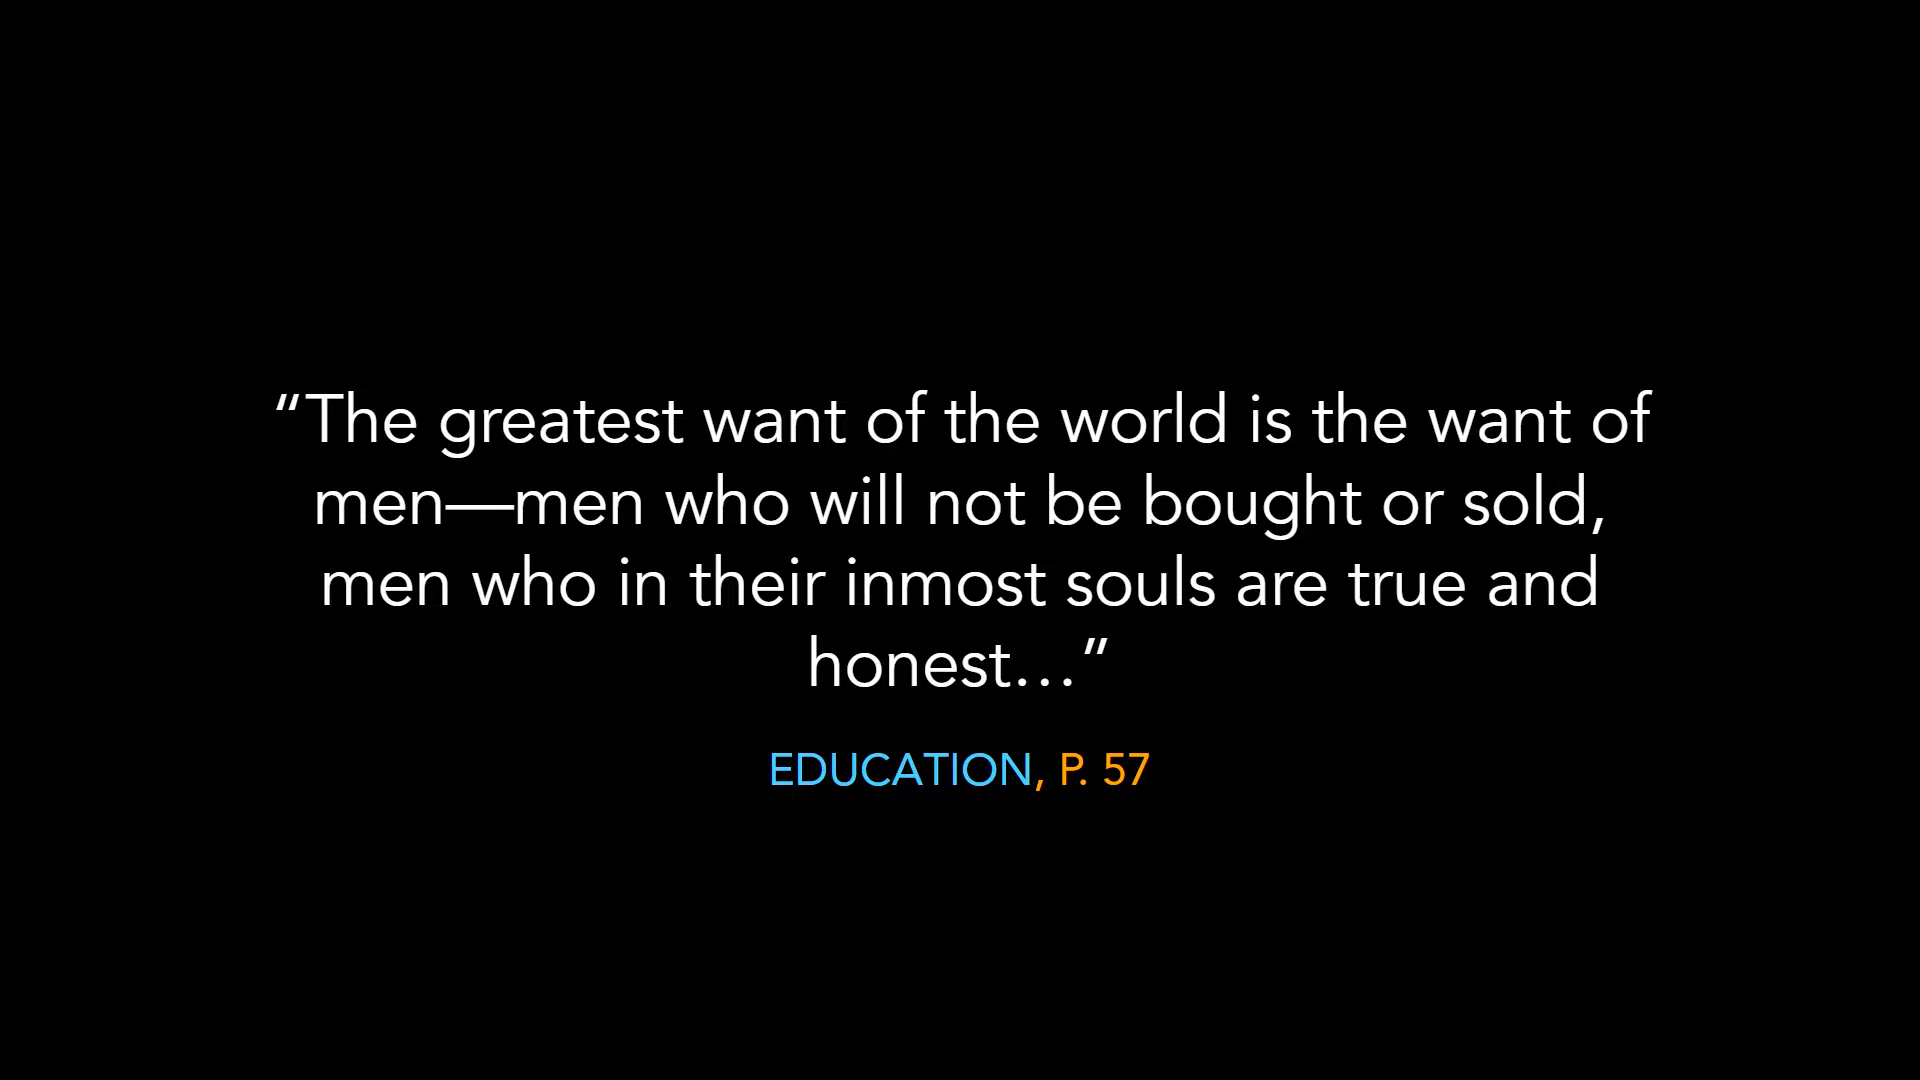 “The greatest want of the world is the want of
men—men who will not be bought or sold,
men who in their inmost souls are true and
honest…”
EDUCATION, P. 57